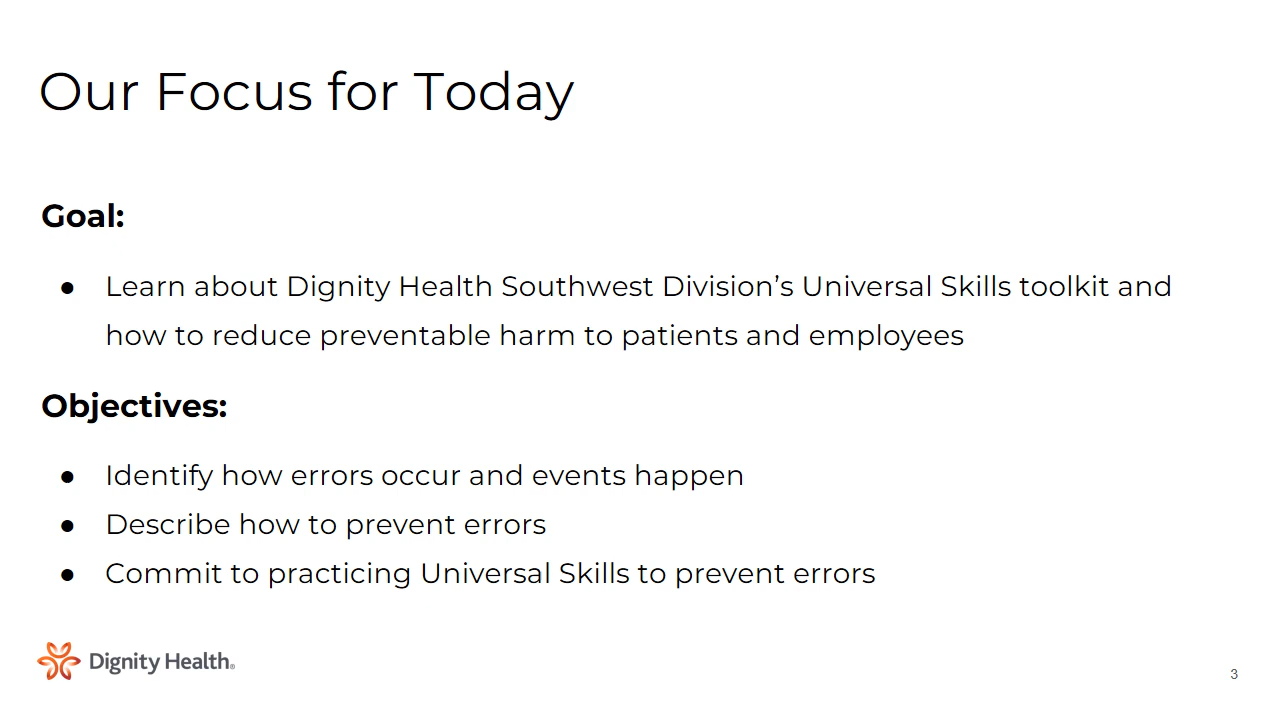 Our Focus for Today
Goal:
● Learn about Dignity Health Southwest Division’s Universal Skills toolkit and
how to reduce preventable harm to patients and employees
Objectives:
● Identify how errors occur and events happen
● Describe how to prevent errors
● Commit to practicing Universal Skills to prevent errors
Dignity Health®
3